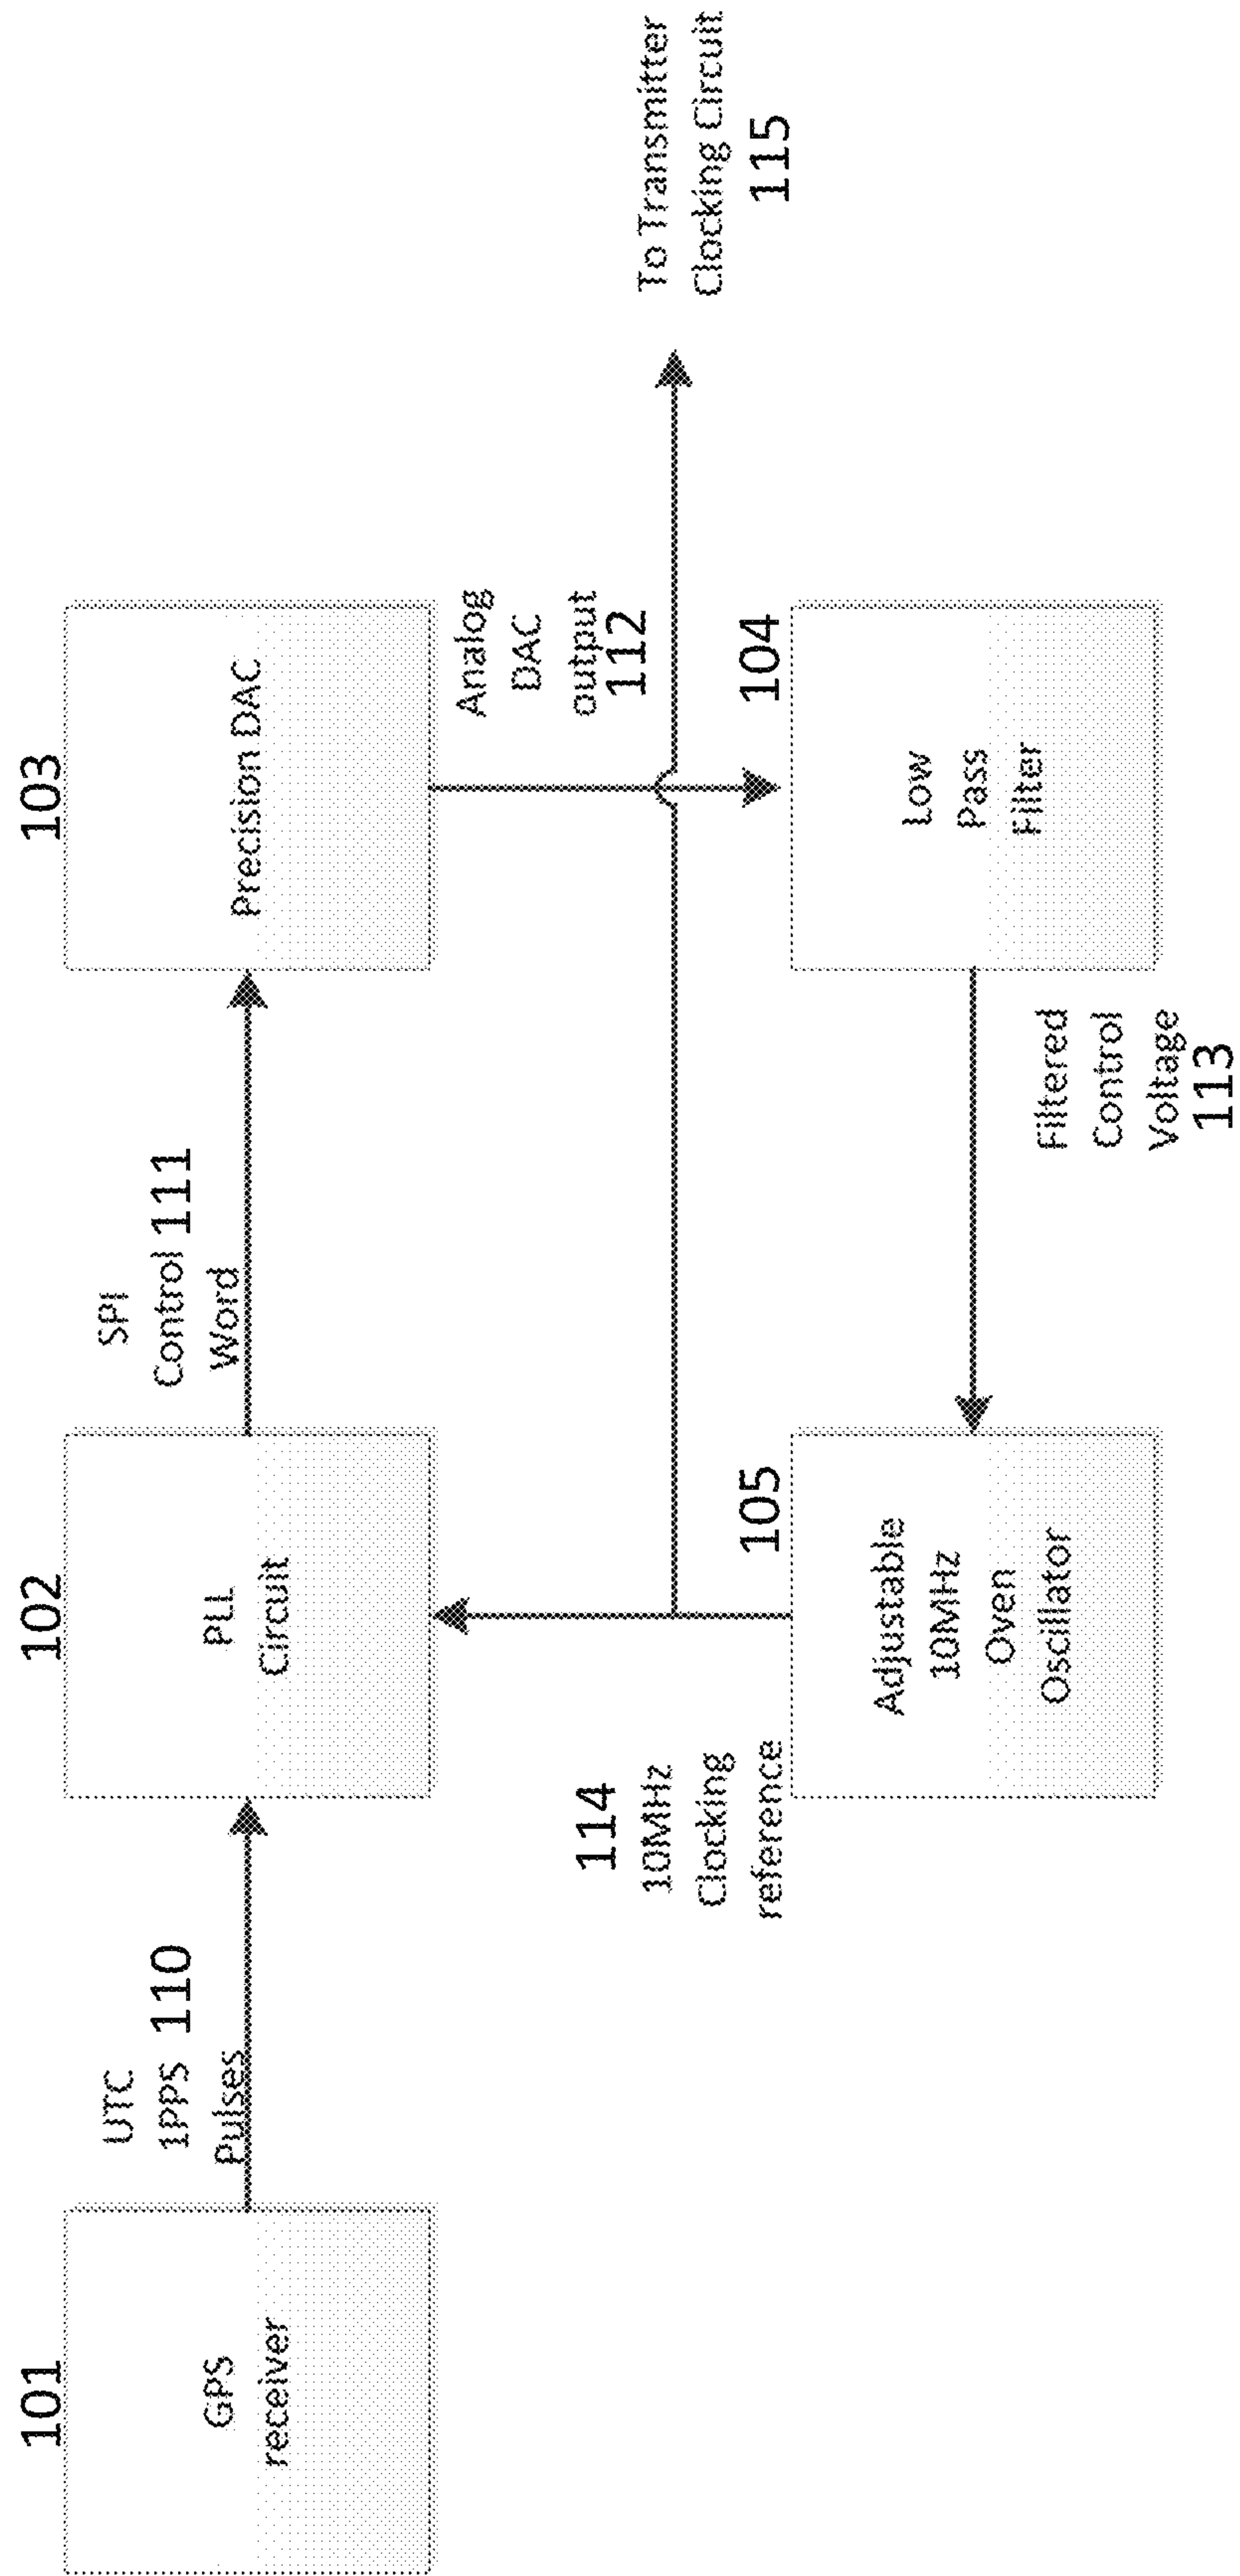 101
GPS
receiver
UTC
1PPS 110
Pulses
102
PLL
Circuit
SPI
Control 111
Word
103
Precision DAC
Analog
DAC
output
112
To Transmitter
Clocking Circuit
115
114
10MHz
Clocking
reference
105
Adjustable
10MHz
Oven
Oscillator
104
Low
Pass
Filter
Filtered
Control
Voltage
113